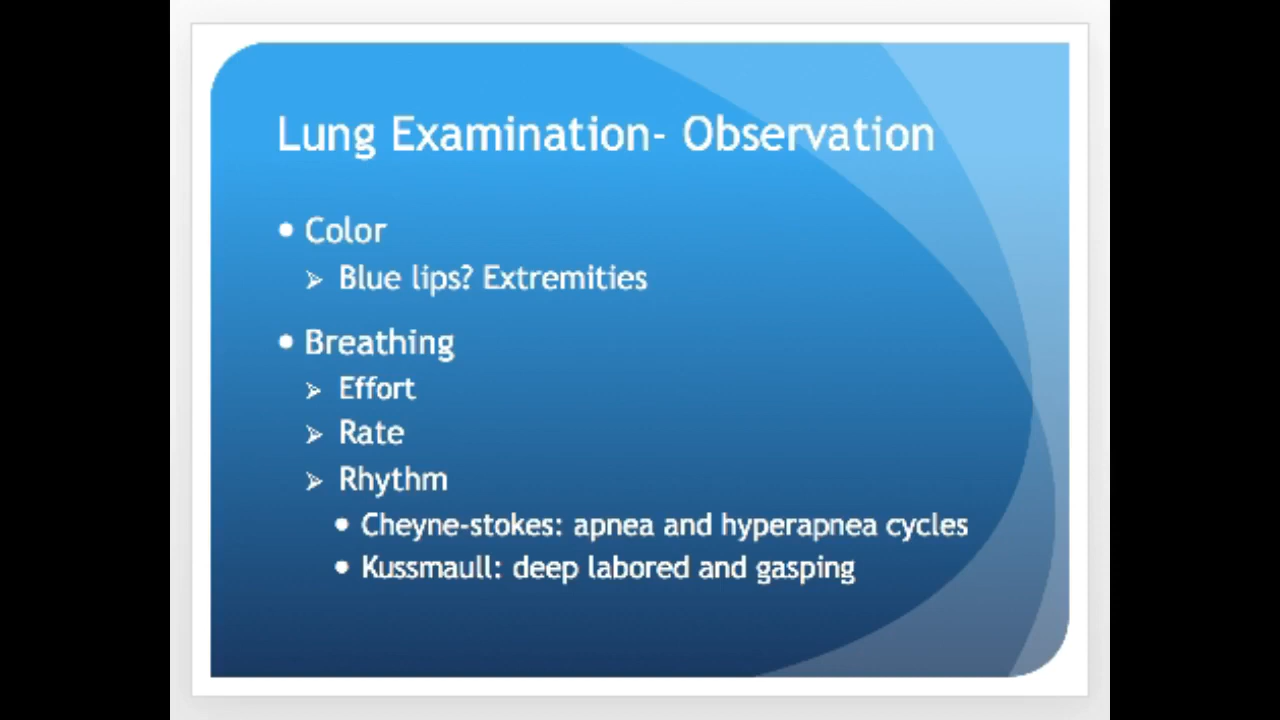 Lung Examination- Observation
• Color
➢ Blue lips? Extremities
• Breathing
➢ Effort
➢ Rate
➢ Rhythm
• Cheyne-stokes: apnea and hyperapnea cycles
• Kussmaull: deep labored and gasping